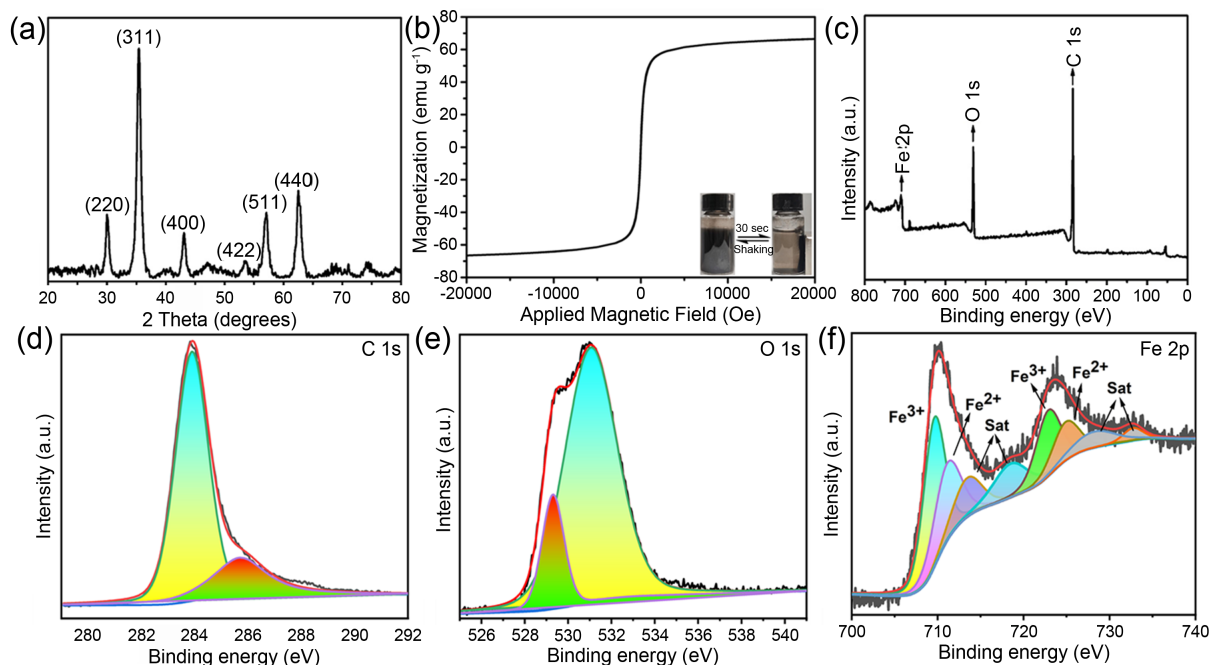 (a)
(220)
(311)
(400)
(422)
(511)
(440)
20 30 40 50 60 70 80
2 Theta (degrees)
(b)
Magnetization (emu g⁻¹)
80
60
40
20
0
-20
-40
-60
-80
30 sec
Shaking
-20000 -10000 0 10000 20000
Applied Magnetic Field (Oe)
(c)
Intensity (a.u.)
Fe 2p
O 1s
C 1s
800 700 600 500 400 300 200 100 0
Binding energy (eV)
(d)
C 1s
Intensity (a.u.)
280 282 284 286 288 290 292
Binding energy (eV)
(e)
O 1s
Intensity (a.u.)
526 528 530 532 534 536 538 540
Binding energy (eV)
(f)
Fe 2p
Intensity (a.u.)
Fe³⁺
Fe²⁺
Sat
Fe³⁺
Fe²⁺
Sat
700 710 720 730 740
Binding energy (eV)